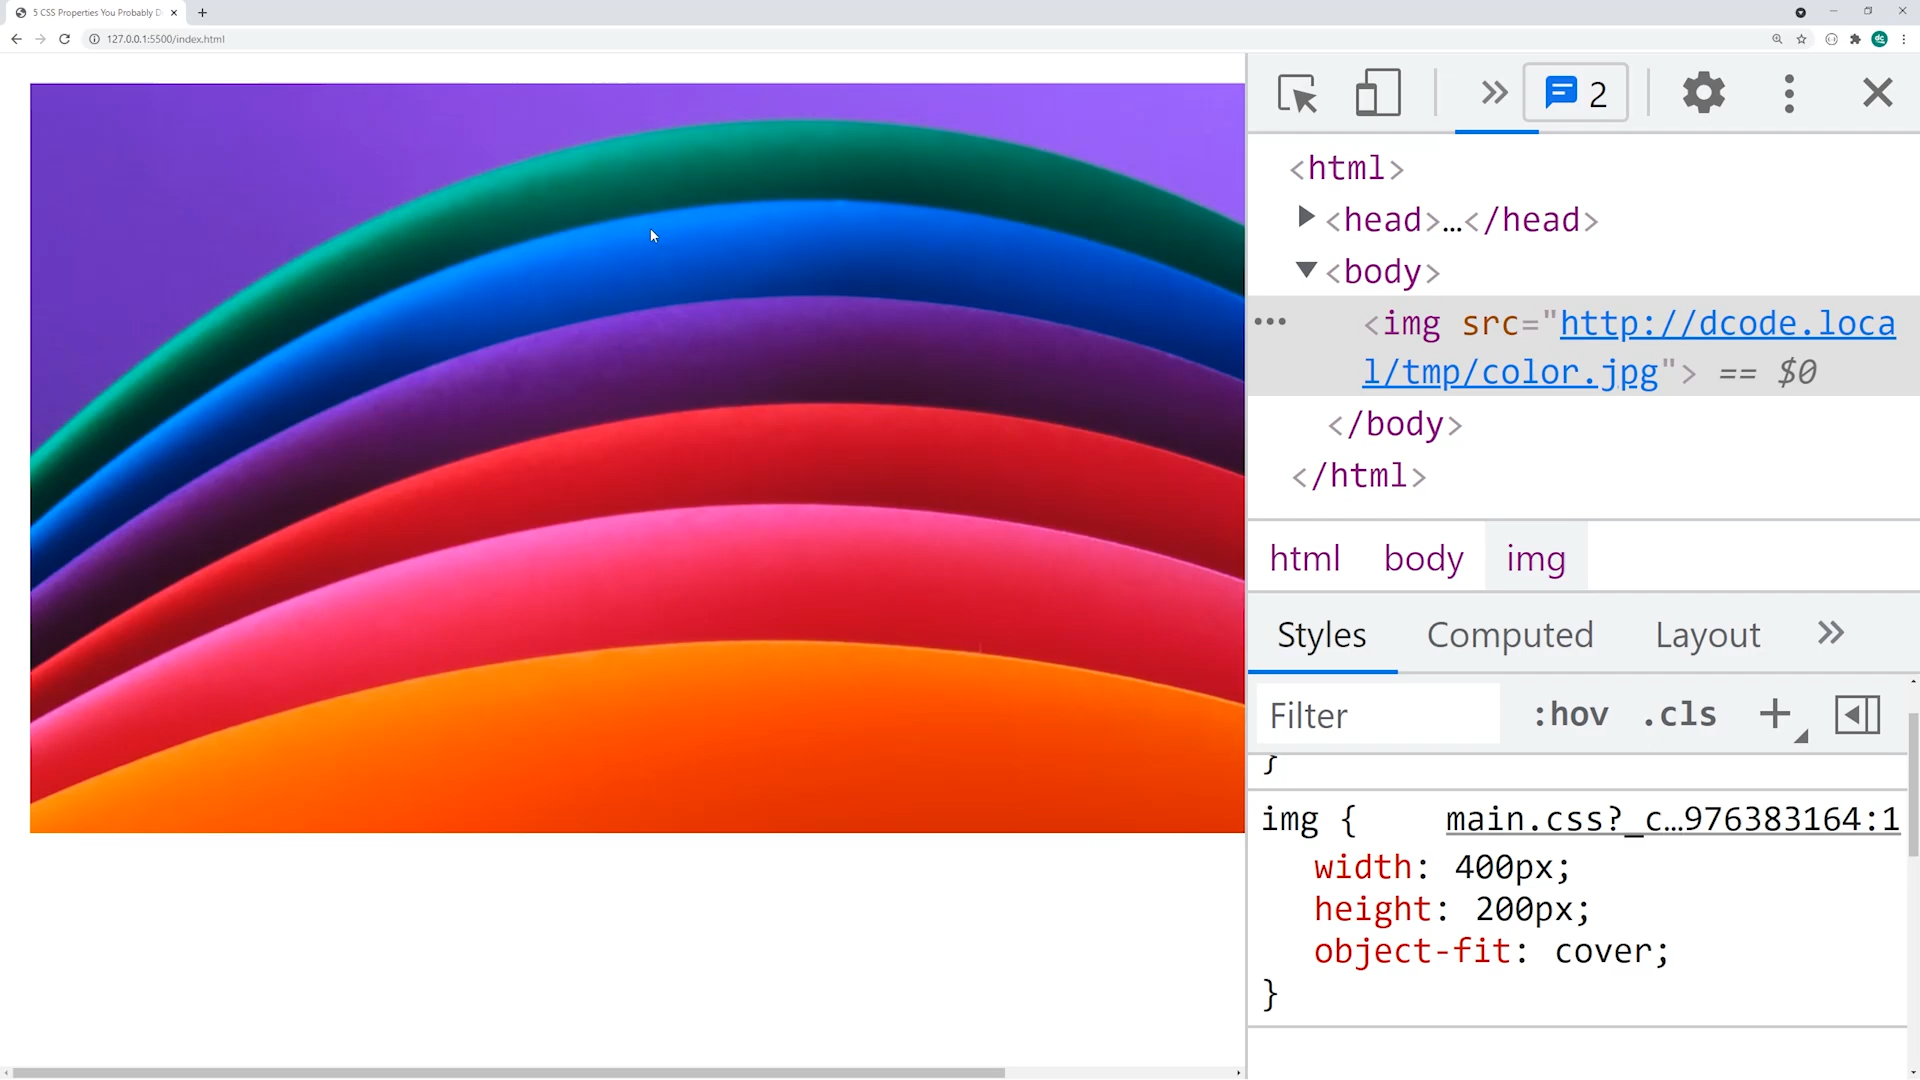 5 CSS Properties You Probably D
127.0.0.1:5500/index.html
2
<html>
<head>…</head>
<body>
<img src="http://dcode.loca
l/tmp/color.jpg"> == $0
</body>
</html>
html body img
Styles Computed Layout
Filter :hov .cls
}
img { main.css?_c…976383164:1
width: 400px;
height: 200px;
object-fit: cover;
}